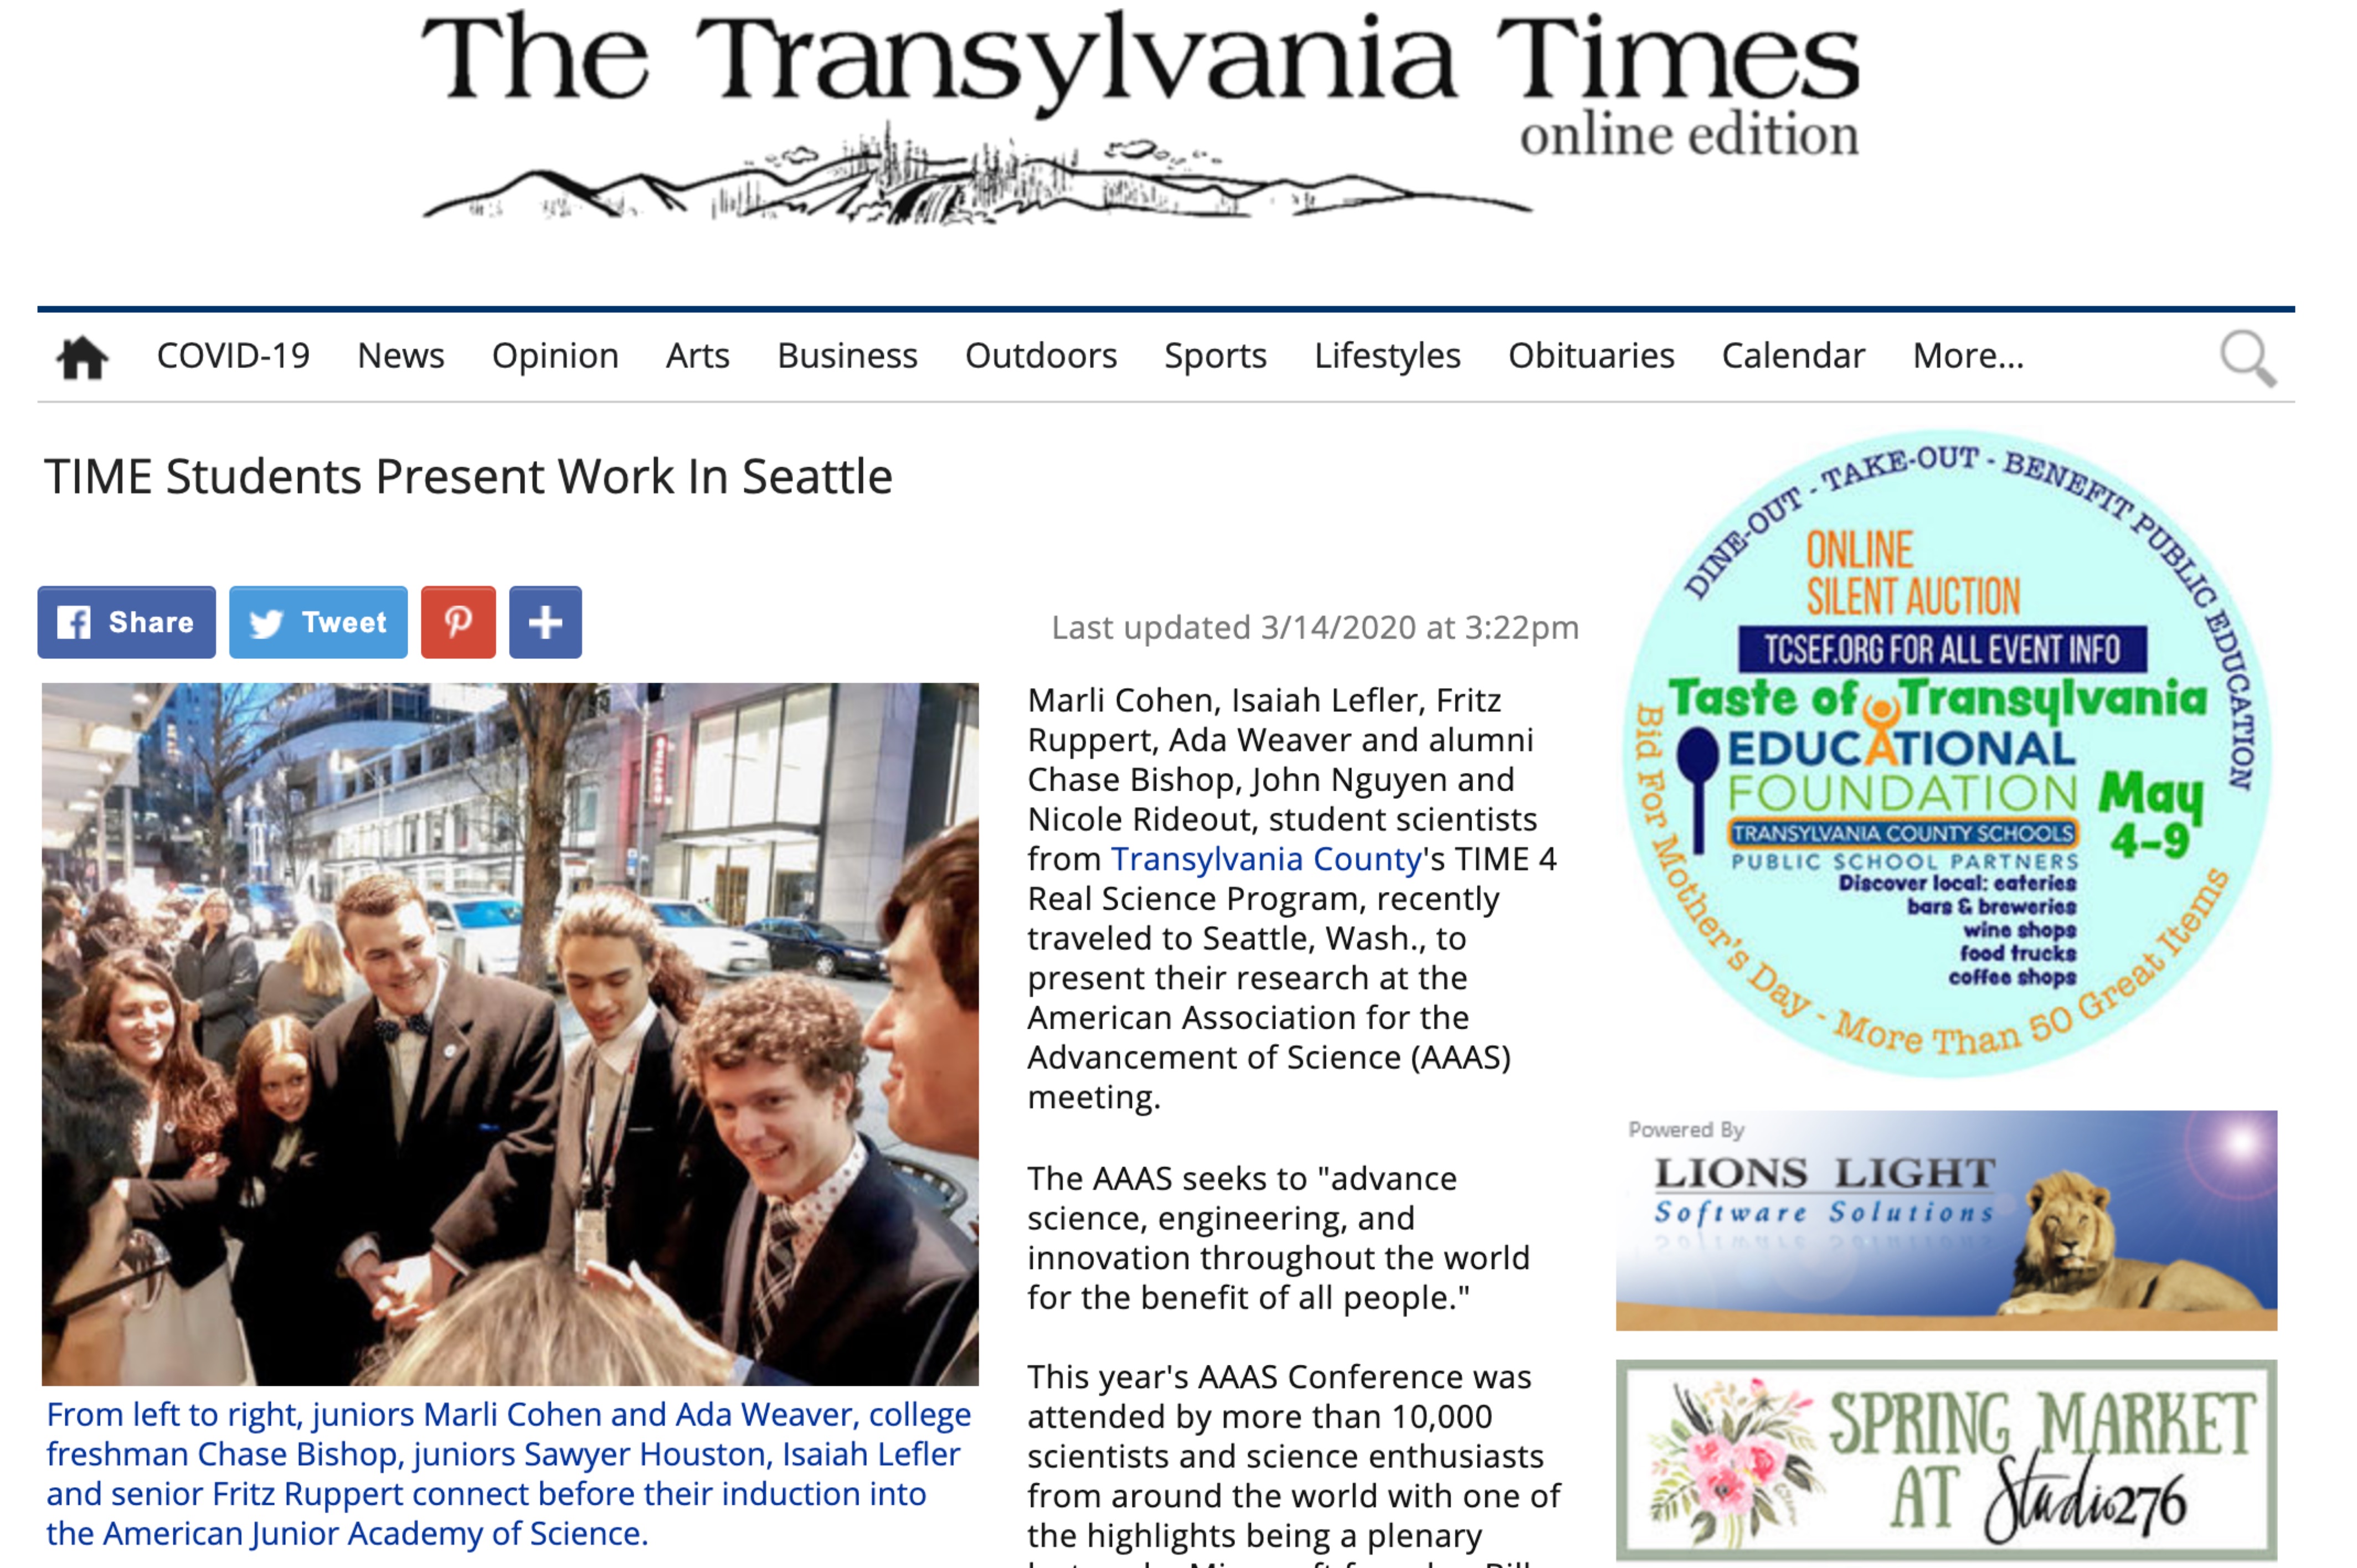 The Transylvania Times
online edition
COVID-19 News Opinion Arts Business Outdoors Sports Lifestyles Obituaries Calendar More...
TIME Students Present Work In Seattle
Share Tweet
Last updated 3/14/2020 at 3:22pm
From left to right, juniors Marli Cohen and Ada Weaver, college
freshman Chase Bishop, juniors Sawyer Houston, Isaiah Lefler
and senior Fritz Ruppert connect before their induction into
the American Junior Academy of Science.
Marli Cohen, Isaiah Lefler, Fritz
Ruppert, Ada Weaver and alumni
Chase Bishop, John Nguyen and
Nicole Rideout, student scientists
from Transylvania County's TIME 4
Real Science Program, recently
traveled to Seattle, Wash., to
present their research at the
American Association for the
Advancement of Science (AAAS)
meeting.
The AAAS seeks to "advance
science, engineering, and
innovation throughout the world
for the benefit of all people."
This year's AAAS Conference was
attended by more than 10,000
scientists and science enthusiasts
from around the world with one of
the highlights being a plenary
DINE-OUT - TAKE-OUT - BENEFIT PUBLIC EDUCATION
ONLINE
SILENT AUCTION
TCSEF.ORG FOR ALL EVENT INFO
Taste of Transylvania
EDUCATIONAL
FOUNDATION
TRANSYLVANIA COUNTY SCHOOLS
PUBLIC SCHOOL PARTNERS
May
4-9
Discover local: eateries
bars & breweries
wine shops
food trucks
coffee shops
Bid For Mother's Day - More Than 50 Great Items
Powered By
LIONS LIGHT
Software Solutions
SPRING MARKET
AT Studio276